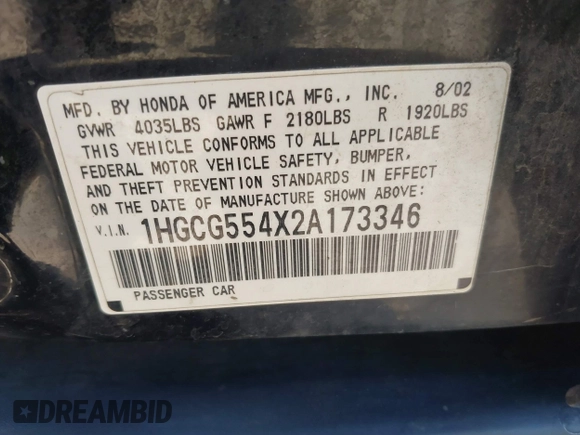 MFD. BY HONDA OF AMERICA MFG., INC. 8/02
GVWR 4035LBS GAWR F 2180LBS R 1920LBS
THIS VEHICLE CONFORMS TO ALL APPLICABLE
FEDERAL MOTOR VEHICLE SAFETY, BUMPER,
AND THEFT PREVENTION STANDARDS IN EFFECT
ON THE DATE OF MANUFACTURE SHOWN ABOVE:
V.I.N. 1HGCG554X2A173346
PASSENGER CAR
DREAMBID